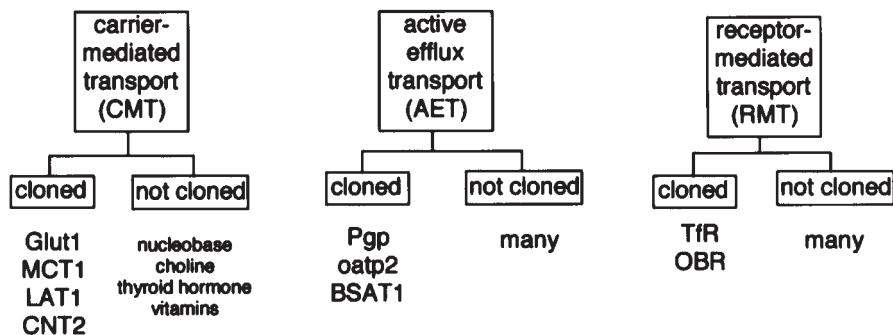 carrier-
mediated
transport
(CMT)
cloned
not cloned
Glut1
MCT1
LAT1
CNT2
nucleobase
choline
thyroid hormone
vitamins
active
efflux
transport
(AET)
cloned
not cloned
Pgp
oatp2
BSAT1
many
receptor-
mediated
transport
(RMT)
cloned
not cloned
TfR
OBR
many